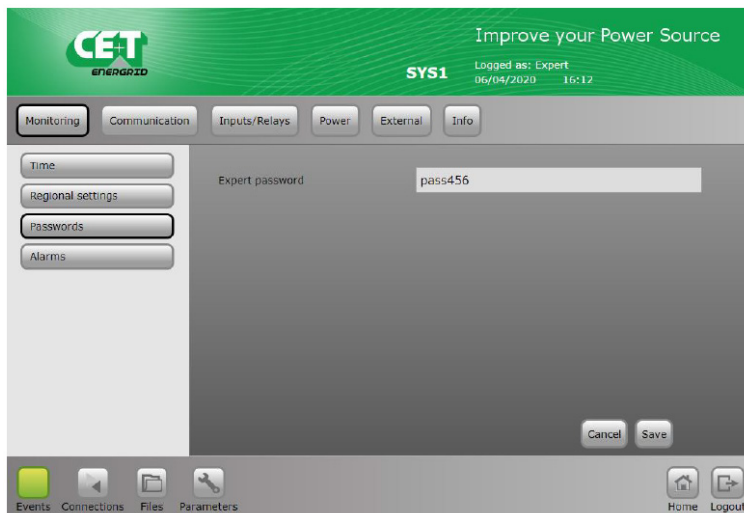 CE+T
ENERGRID
Improve your Power Source
SYS1
Logged as: Expert
06/04/2020 16:12
Monitoring
Communication
Inputs/Relays
Power
External
Info
Time
Regional settings
Passwords
Alarms
Expert password
pass456
Cancel
Save
Events
Connections
Files
Parameters
Home
Logout